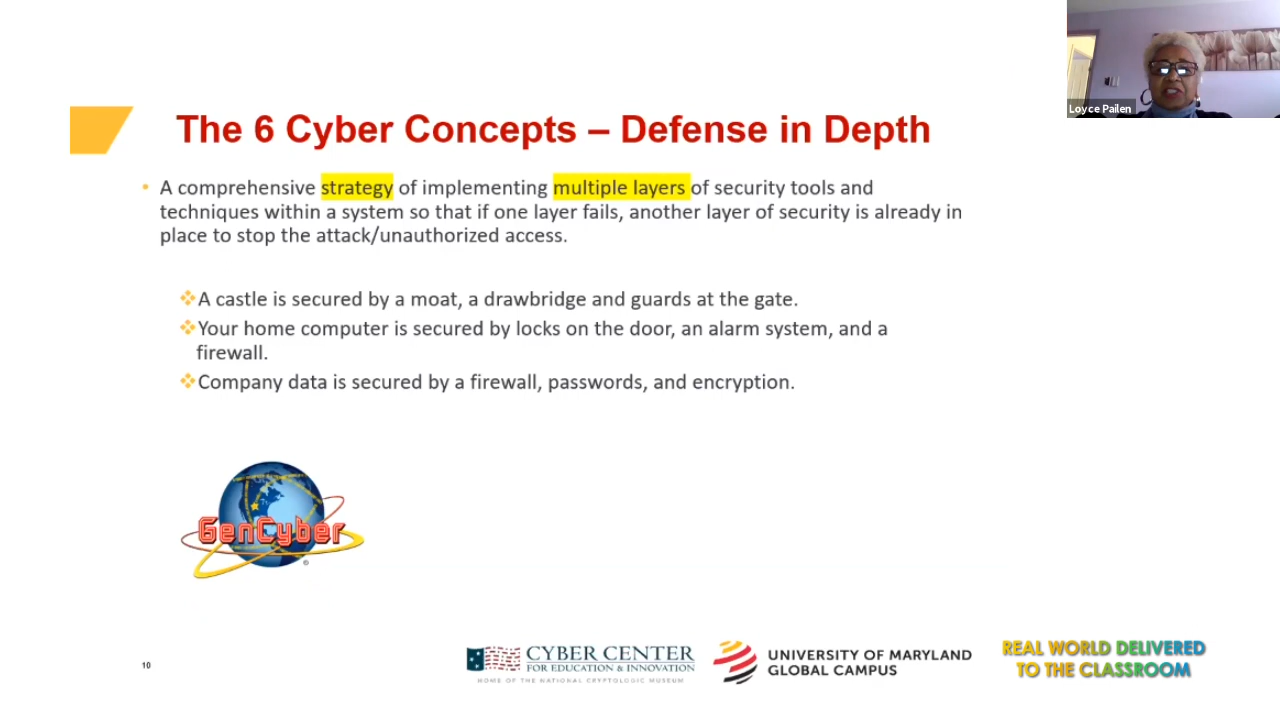 Loyce Pailen
The 6 Cyber Concepts – Defense in Depth
• A comprehensive strategy of implementing multiple layers of security tools and
techniques within a system so that if one layer fails, another layer of security is already in
place to stop the attack/unauthorized access.
❖A castle is secured by a moat, a drawbridge and guards at the gate.
❖Your home computer is secured by locks on the door, an alarm system, and a
firewall.
❖Company data is secured by a firewall, passwords, and encryption.
GenCyber
®
10
CYBER CENTER
FOR EDUCATION & INNOVATION
HOME OF THE NATIONAL CRYPTOLOGIC MUSEUM
UNIVERSITY OF MARYLAND
GLOBAL CAMPUS
REAL WORLD DELIVERED
TO THE CLASSROOM